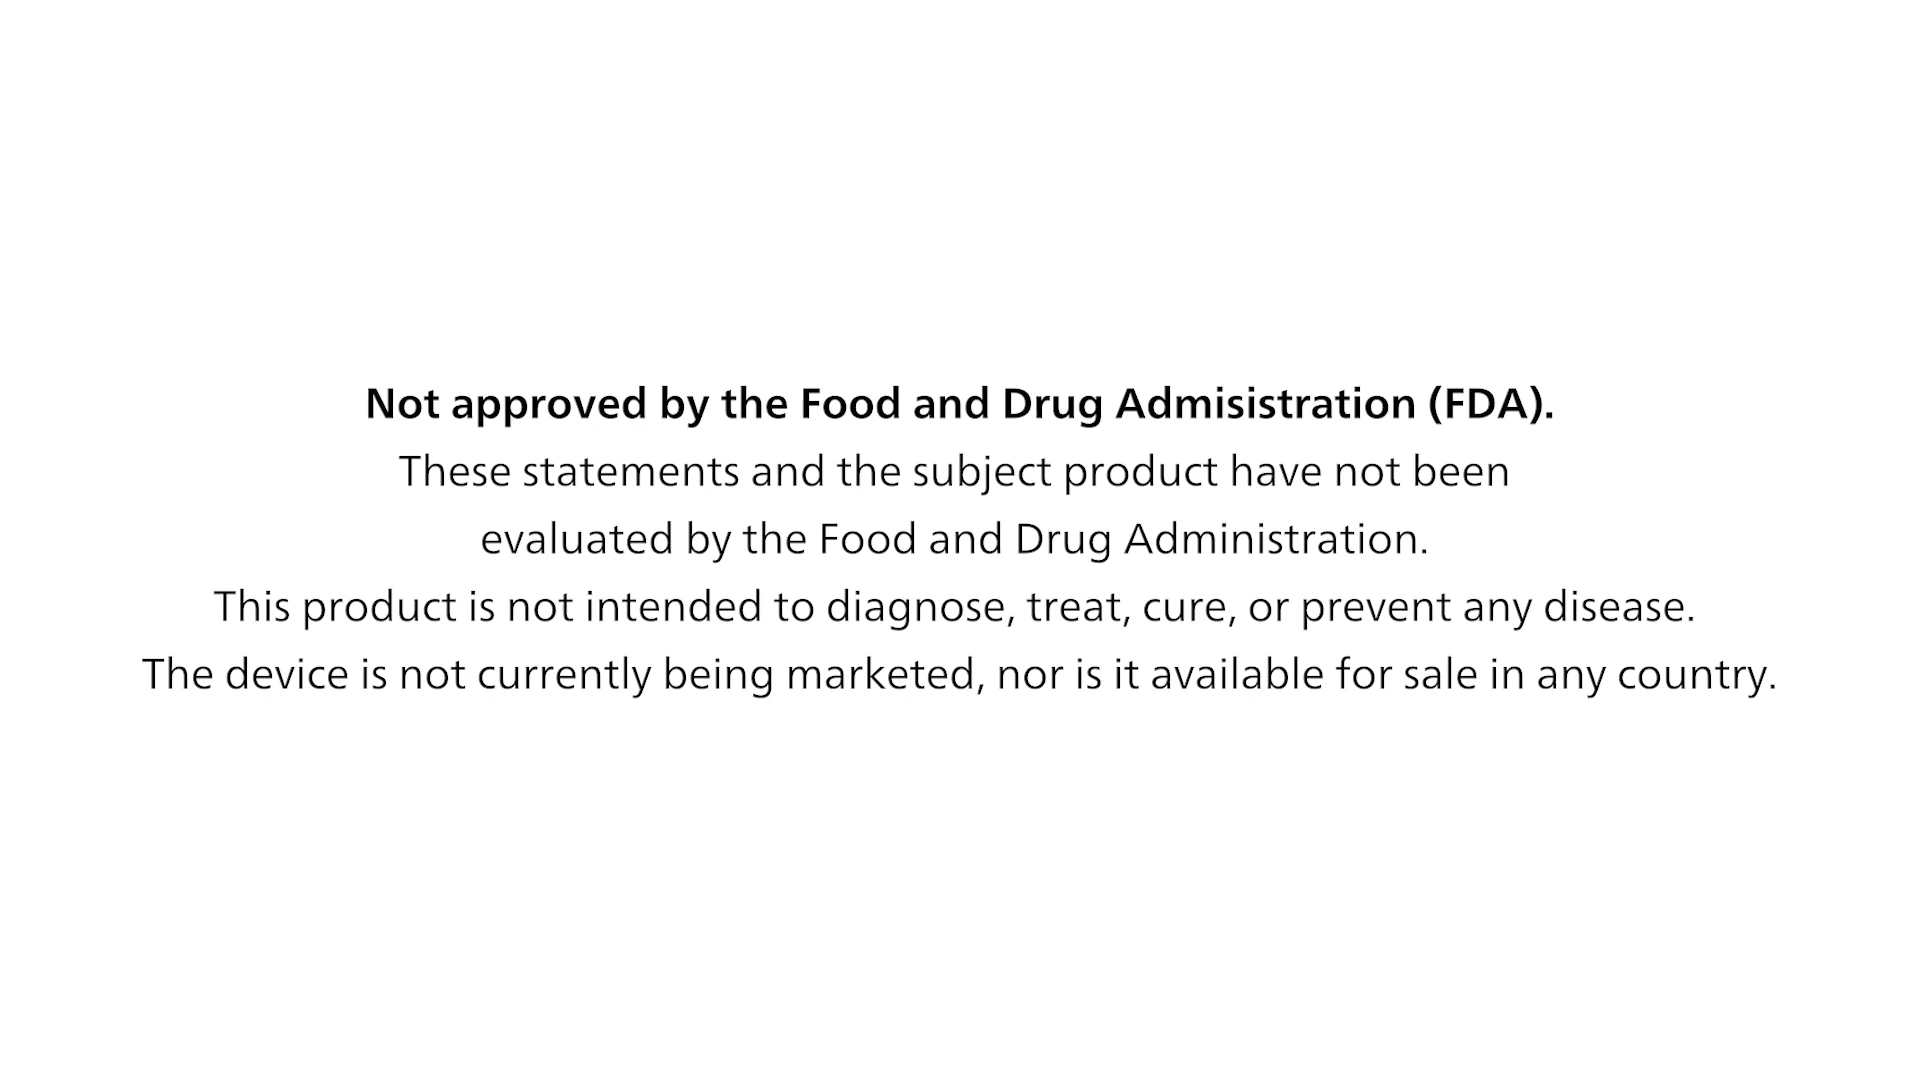 Not approved by the Food and Drug Admisistration (FDA).
These statements and the subject product have not been
evaluated by the Food and Drug Administration.
This product is not intended to diagnose, treat, cure, or prevent any disease.
The device is not currently being marketed, nor is it available for sale in any country.